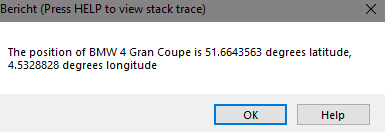 Bericht (Press HELP to view stack trace)
The position of BMW 4 Gran Coupe is 51.6643563 degrees latitude,
4.5328828 degrees longitude
OK
Help